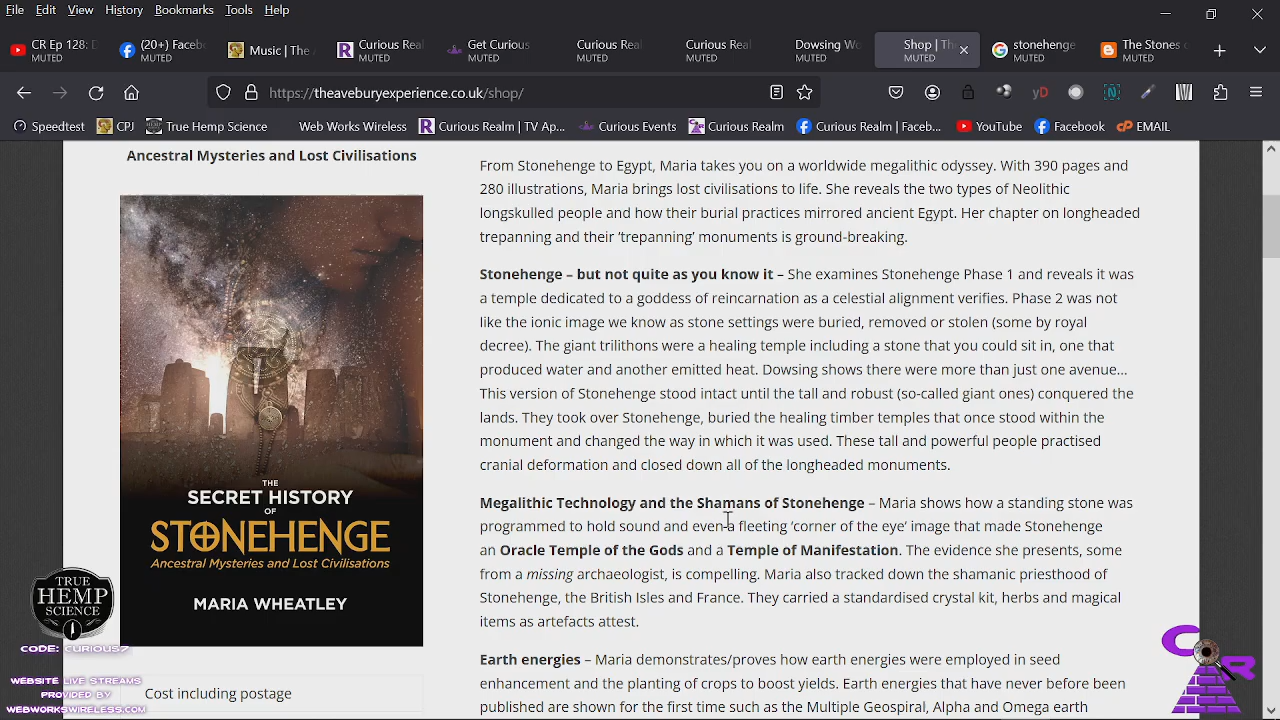 File Edit View History Bookmarks Tools Help
CR Ep 128: D
MUTED
(20+) Faceb
MUTED
Music | The
MUTED
Curious Real
MUTED
Get Curious
MUTED
Curious Real
MUTED
Curious Real
MUTED
Dowsing Wo
MUTED
Shop | Th
MUTED
stonehenge
MUTED
The Stones
MUTED
https://theaveburyexperience.co.uk/shop/
Speedtest CPJ True Hemp Science Web Works Wireless Curious Realm | TV Ap... Curious Events Curious Realm Curious Realm | Faceb... YouTube Facebook EMAIL
Ancestral Mysteries and Lost Civilisations
THE
SECRET HISTORY
OF
STONEHENGE
Ancestral Mysteries and Lost Civilisations
MARIA WHEATLEY
Cost including postage
From Stonehenge to Egypt, Maria takes you on a worldwide megalithic odyssey. With 390 pages and
280 illustrations, Maria brings lost civilisations to life. She reveals the two types of Neolithic
longskulled people and how their burial practices mirrored ancient Egypt. Her chapter on longheaded
trepanning and their ‘trepanning’ monuments is ground-breaking.
Stonehenge – but not quite as you know it – She examines Stonehenge Phase 1 and reveals it was
a temple dedicated to a goddess of reincarnation as a celestial alignment verifies. Phase 2 was not
like the ionic image we know as stone settings were buried, removed or stolen (some by royal
decree). The giant trilithons were a healing temple including a stone that you could sit in, one that
produced water and another emitted heat. Dowsing shows there were more than just one avenue…
This version of Stonehenge stood intact until the tall and robust (so-called giant ones) conquered the
lands. They took over Stonehenge, buried the healing timber temples that once stood within the
monument and changed the way in which it was used. These tall and powerful people practised
cranial deformation and closed down all of the longheaded monuments.
Megalithic Technology and the Shamans of Stonehenge – Maria shows how a standing stone was
programmed to hold sound and even a fleeting ‘corner of the eye’ image that made Stonehenge
an Oracle Temple of the Gods and a Temple of Manifestation. The evidence she presents, some
from a missing archaeologist, is compelling. Maria also tracked down the shamanic priesthood of
Stonehenge, the British Isles and France. They carried a standardised crystal kit, herbs and magical
items as artefacts attest.
Earth energies – Maria demonstrates/proves how earth energies were employed in seed
and the planting of crops to boost yields. Earth energies have never before been
are shown for the first time such as the Multiple Geospiral and Omega earth
TRUE
HEMP
SCIENCE
CODE: CURIOUS7
WEBSITE LIVE STREAMS
PROVIDED BY
WEBWORKSWIRELESS.COM
C R